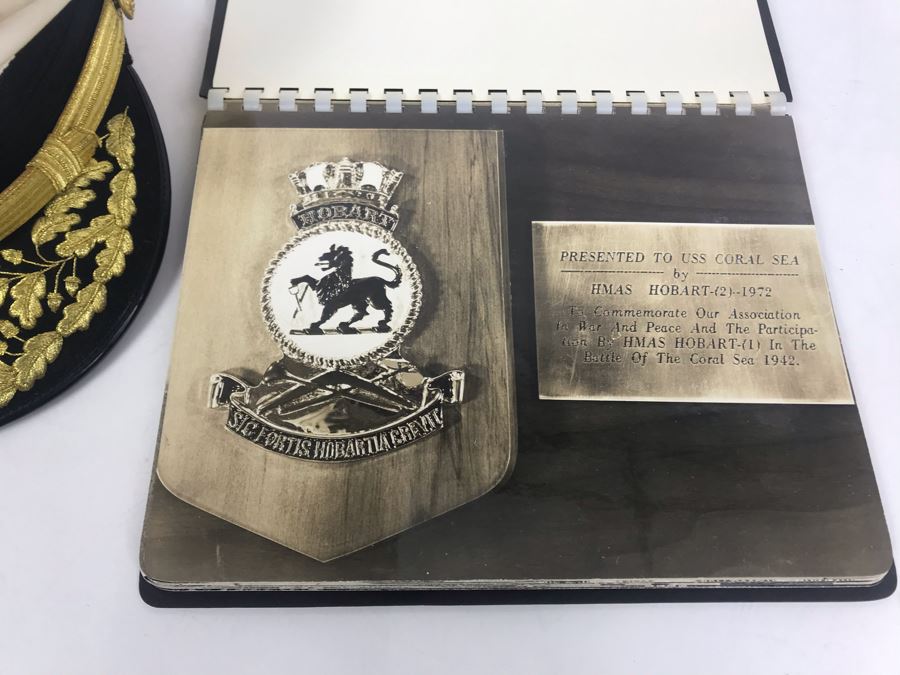 HOBART
SIC FORTIS HOBARTIA CREVIT
PRESENTED TO USS CORAL SEA
by
HMAS HOBART-(2)--1972
To Commemorate Our Association
In War And Peace And The Participa-
tion By HMAS HOBART-(1) In The
Battle Of The Coral Sea 1942.